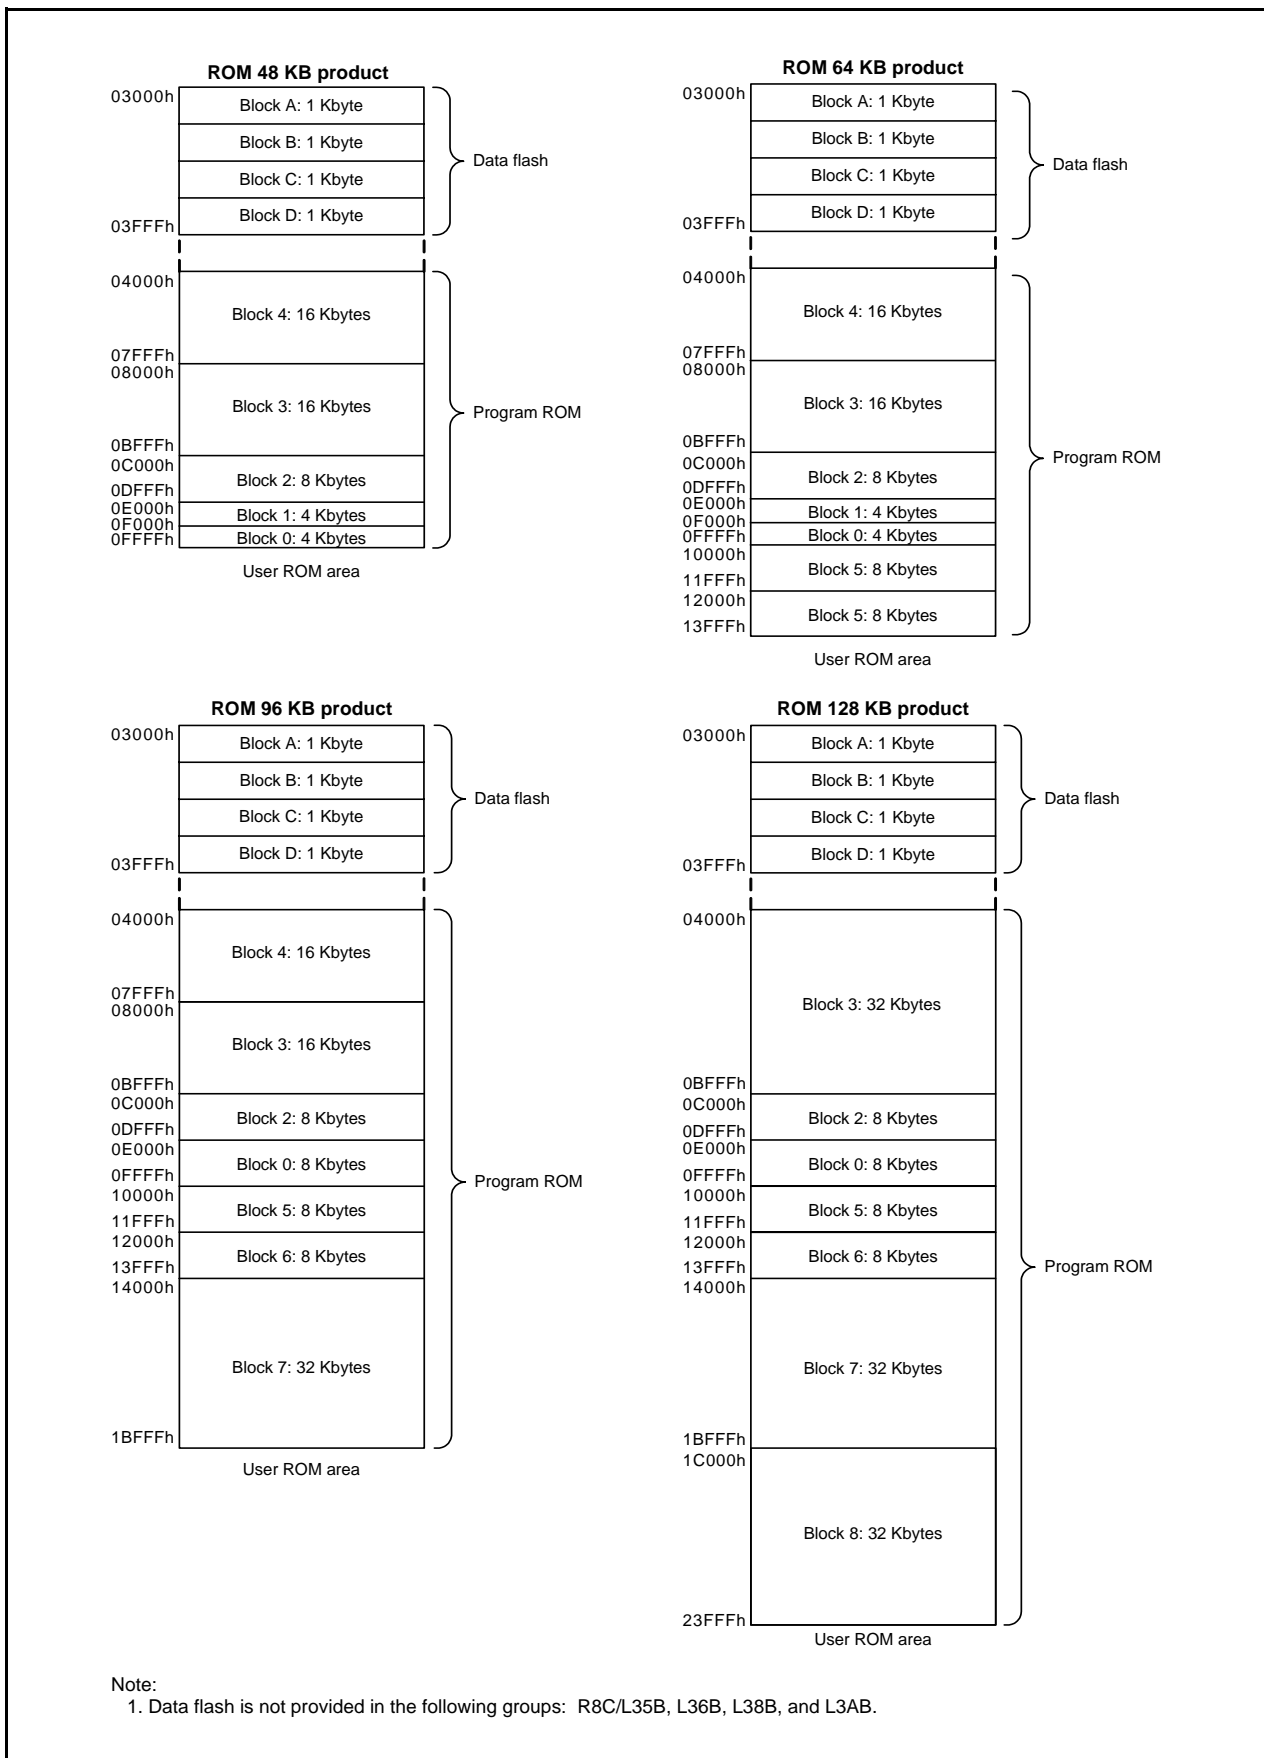 ROM 48 KB product
03000h
Block A: 1 Kbyte
Block B: 1 Kbyte
Data flash
Block C: 1 Kbyte
Block D: 1 Kbyte
03FFFh
04000h
Block 4: 16 Kbytes
07FFFh
08000h
Block 3: 16 Kbytes
Program ROM
0BFFFh
0C000h
Block 2: 8 Kbytes
0DFFFh
0E000h
Block 1: 4 Kbytes
0F000h
Block 0: 4 Kbytes
0FFFFh
User ROM area
ROM 64 KB product
03000h
Block A: 1 Kbyte
Block B: 1 Kbyte
Data flash
Block C: 1 Kbyte
Block D: 1 Kbyte
03FFFh
04000h
Block 4: 16 Kbytes
07FFFh
08000h
Block 3: 16 Kbytes
0BFFFh
Program ROM
0C000h
Block 2: 8 Kbytes
0DFFFh
0E000h
Block 1: 4 Kbytes
0F000h
Block 0: 4 Kbytes
0FFFFh
10000h
Block 5: 8 Kbytes
11FFFh
12000h
Block 5: 8 Kbytes
13FFFh
User ROM area
ROM 96 KB product
03000h
Block A: 1 Kbyte
Block B: 1 Kbyte
Data flash
Block C: 1 Kbyte
Block D: 1 Kbyte
03FFFh
04000h
Block 4: 16 Kbytes
07FFFh
08000h
Block 3: 16 Kbytes
0BFFFh
0C000h
Block 2: 8 Kbytes
0DFFFh
0E000h
Block 0: 8 Kbytes
0FFFFh
Program ROM
10000h
Block 5: 8 Kbytes
11FFFh
12000h
Block 6: 8 Kbytes
13FFFh
14000h
Block 7: 32 Kbytes
1BFFFh
User ROM area
ROM 128 KB product
03000h
Block A: 1 Kbyte
Block B: 1 Kbyte
Data flash
Block C: 1 Kbyte
Block D: 1 Kbyte
03FFFh
04000h
Block 3: 32 Kbytes
0BFFFh
0C000h
Block 2: 8 Kbytes
0DFFFh
0E000h
Block 0: 8 Kbytes
0FFFFh
10000h
Block 5: 8 Kbytes
11FFFh
12000h
Block 6: 8 Kbytes
13FFFh
Program ROM
14000h
Block 7: 32 Kbytes
1BFFFh
1C000h
Block 8: 32 Kbytes
23FFFh
User ROM area
Note:
1. Data flash is not provided in the following groups: R8C/L35B, L36B, L38B, and L3AB.